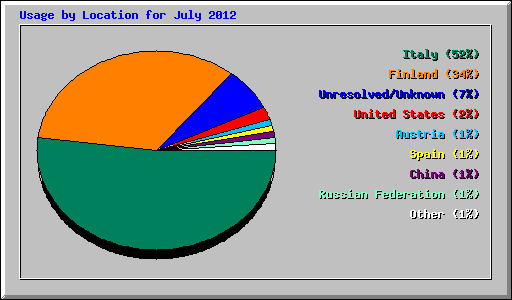 Usage by Location for July 2012
Italy (52%)
Finland (34%)
Unresolved/Unknown (7%)
United States (2%)
Austria (1%)
Spain (1%)
China (1%)
Russian Federation (1%)
Other (1%)